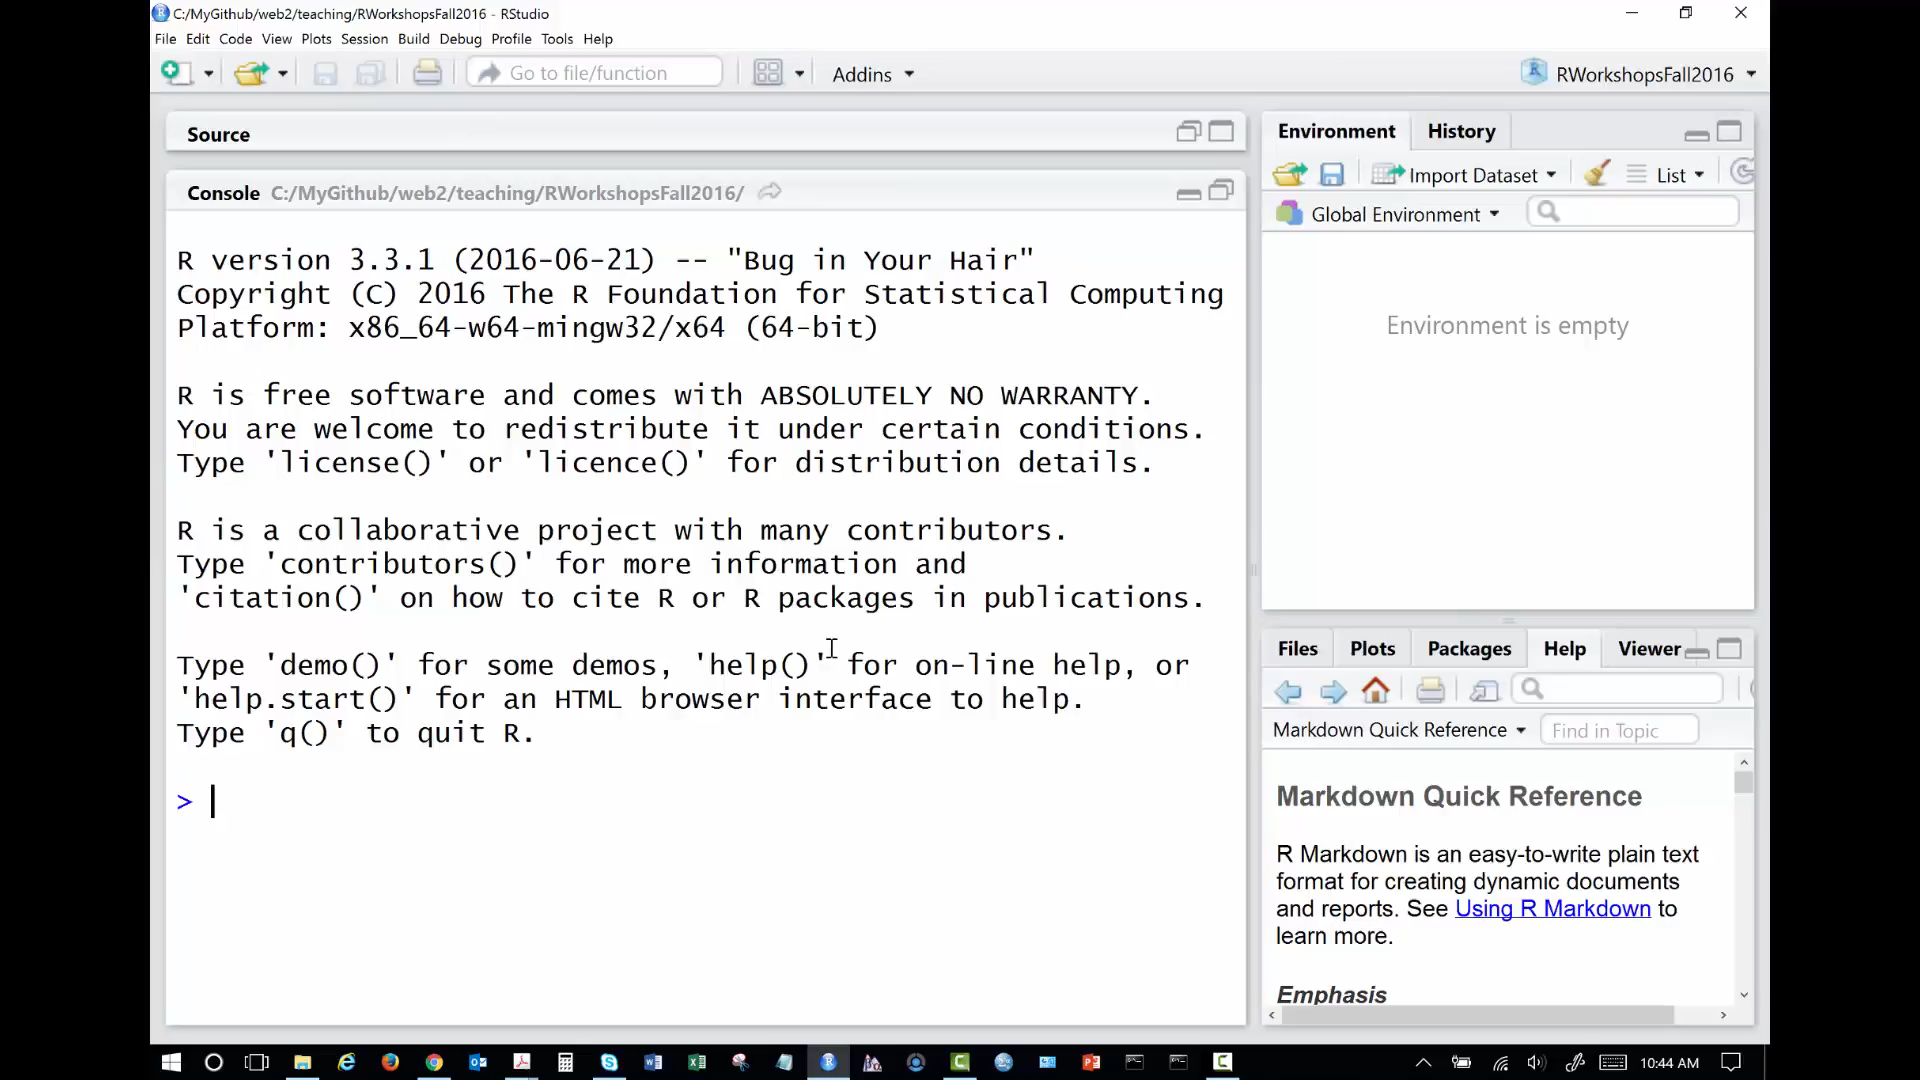 C:/MyGithub/web2/teaching/RWorkshopsFall2016 - RStudio
File Edit Code View Plots Session Build Debug Profile Tools Help
Go to file/function Addins RWorkshopsFall2016
Source
Console C:/MyGithub/web2/teaching/RWorkshopsFall2016/
R version 3.3.1 (2016-06-21) -- "Bug in Your Hair"
Copyright (C) 2016 The R Foundation for Statistical Computing
Platform: x86_64-w64-mingw32/x64 (64-bit)
R is free software and comes with ABSOLUTELY NO WARRANTY.
You are welcome to redistribute it under certain conditions.
Type 'license()' or 'licence()' for distribution details.
R is a collaborative project with many contributors.
Type 'contributors()' for more information and
'citation()' on how to cite R or R packages in publications.
Type 'demo()' for some demos, 'help()' for on-line help, or
'help.start()' for an HTML browser interface to help.
Type 'q()' to quit R.
>
Environment History
Import Dataset List
Global Environment
Environment is empty
Files Plots Packages Help Viewer
Markdown Quick Reference Find in Topic
Markdown Quick Reference
R Markdown is an easy-to-write plain text
format for creating dynamic documents
and reports. See Using R Markdown to
learn more.
Emphasis
10:44 AM